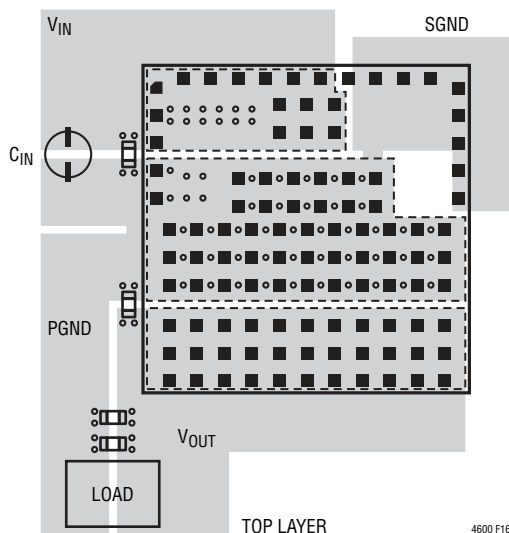 VIN
SGND
CIN
PGND
VOUT
LOAD
TOP LAYER
4600 F16